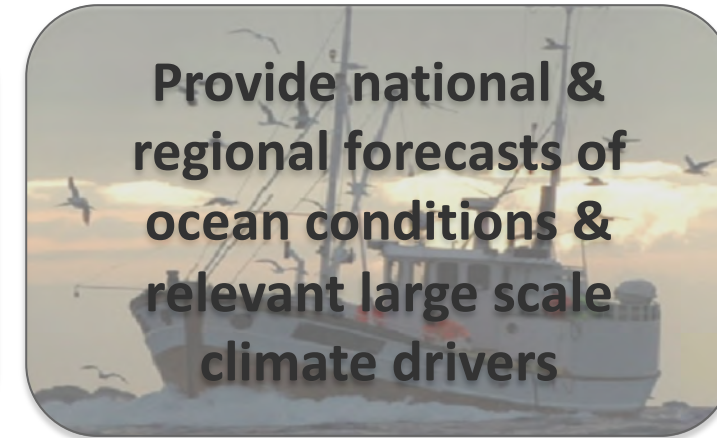 Provide national &
regional forecasts of
ocean conditions &
relevant large scale
climate drivers